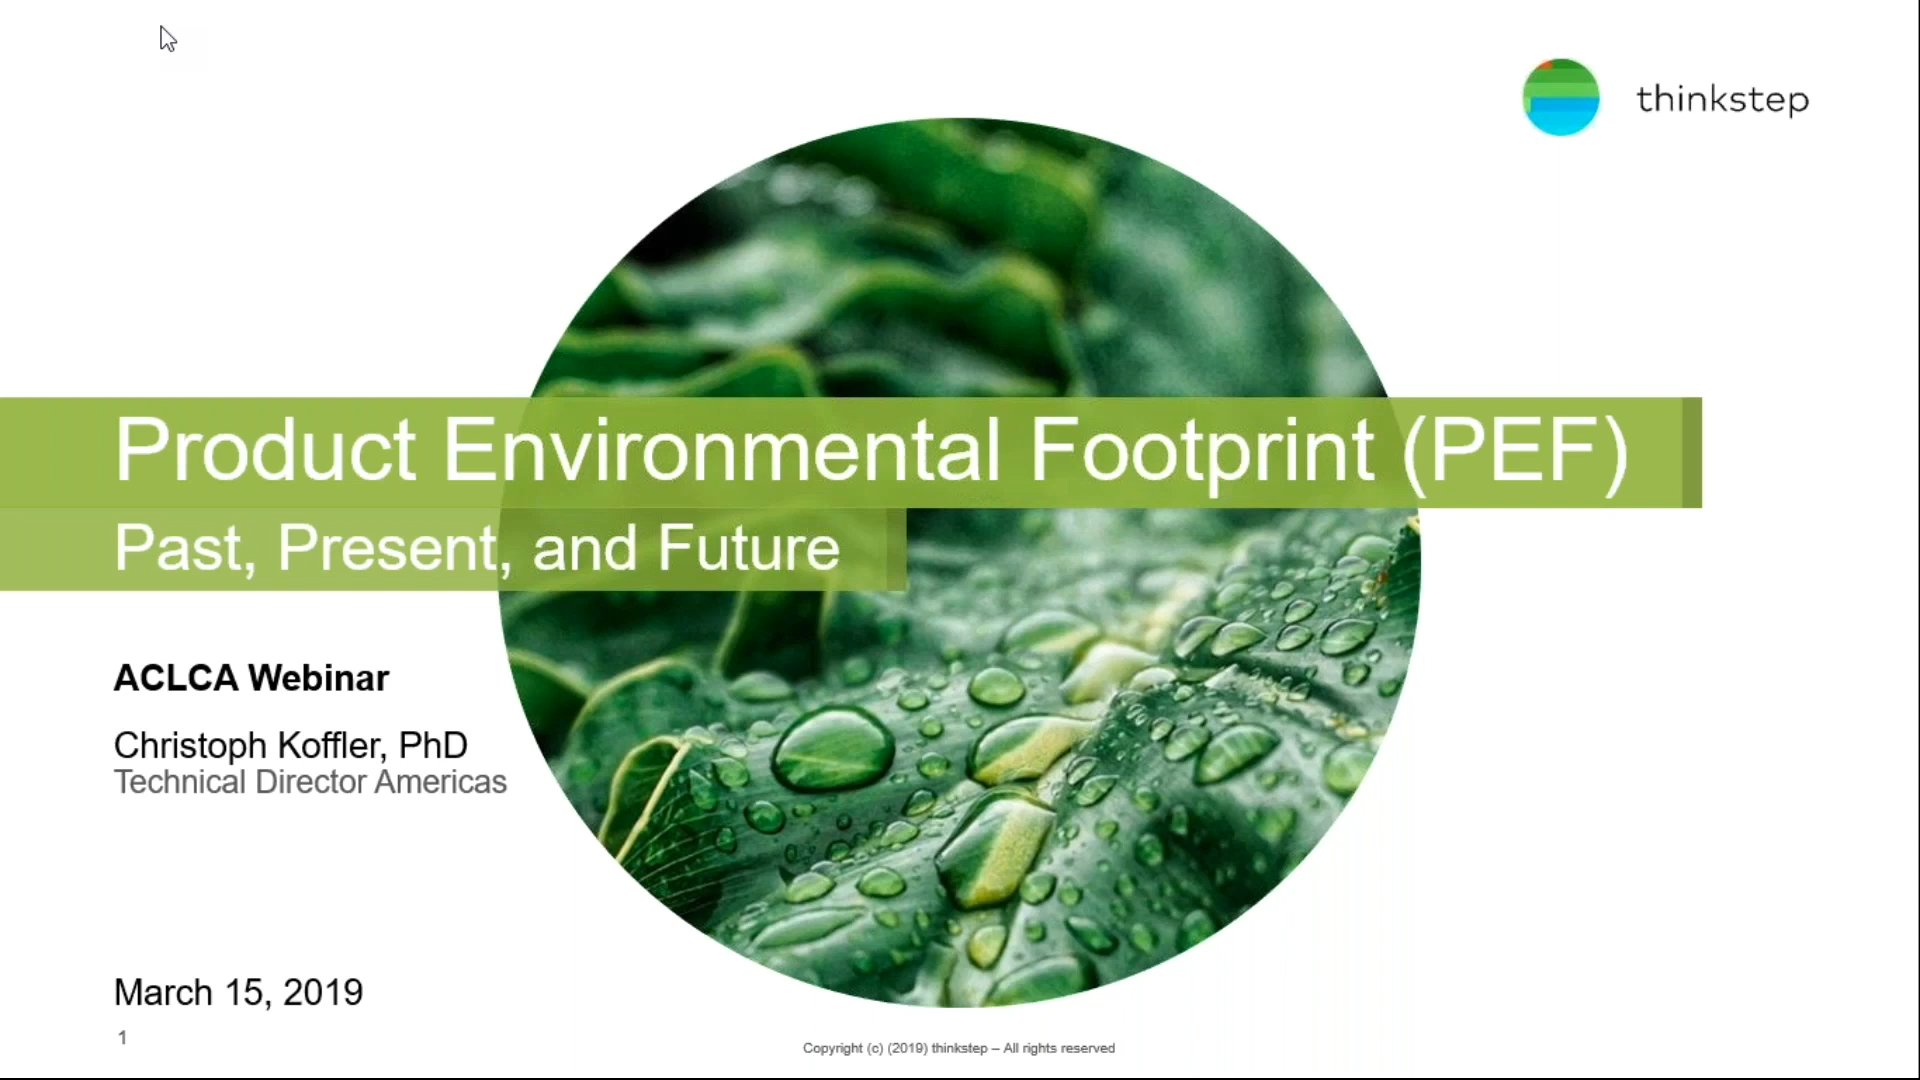 thinkstep
Product Environmental Footprint (PEF)
Past, Present, and Future
ACLCA Webinar
Christoph Koffler, PhD
Technical Director Americas
March 15, 2019
1
Copyright (c) (2019) thinkstep – All rights reserved